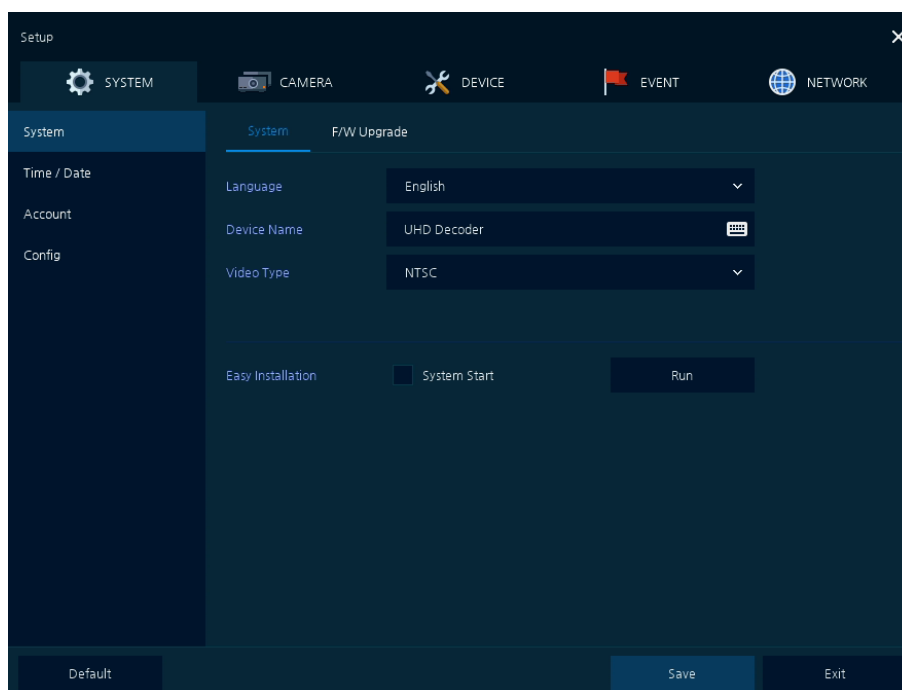 Setup
SYSTEM CAMERA DEVICE EVENT NETWORK
System System F/W Upgrade
Time / Date
Language English
Account
Device Name UHD Decoder
Config
Video Type NTSC
Easy Installation System Start Run
Default Save Exit